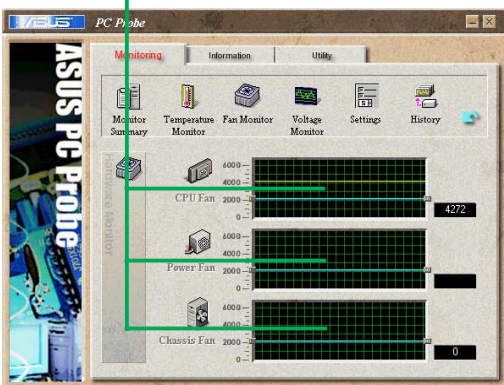 ASUS
PC Probe
ASUS PC Probe
Monitoring
Information
Utility
Monitor
Summary
Temperature
Monitor
Fan Monitor
Voltage
Monitor
Settings
History
Hardware Monitor
6000
4000
2000
0
CPU Fan
4272
6000
4000
2000
0
Power Fan
6000
4000
2000
0
Chassis Fan
0